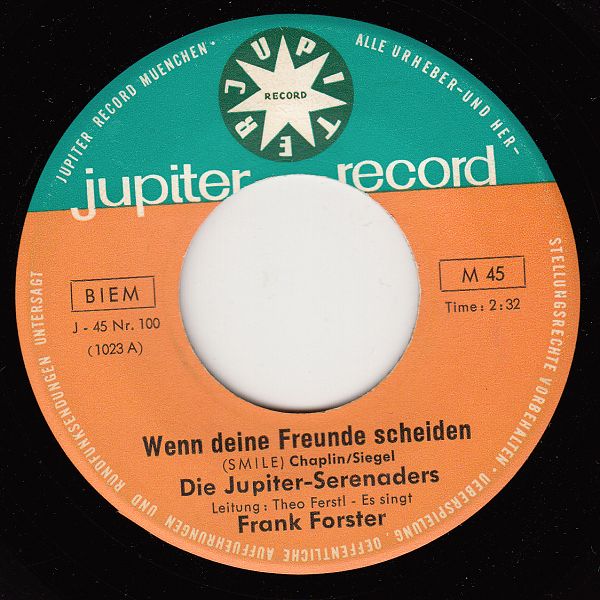 JUPITER
RECORD
JUPITER RECORD MUENCHEN · ALLE URHEBER-UND HER-
STELLUNGSRECHTE VORBEHALTEN · UEBERSPIELUNG, OEFFENTLICHE AUFFUEHRUNGEN UND RUNDFUNKSENDUNGEN UNTERSAGT
jupiter record
BIEM
J - 45 Nr. 100
(1023 A)
M 45
Time: 2:32
Wenn deine Freunde scheiden
(SMILE) Chaplin/Siegel
Die Jupiter-Serenaders
Leitung: Theo Ferstl - Es singt
Frank Forster